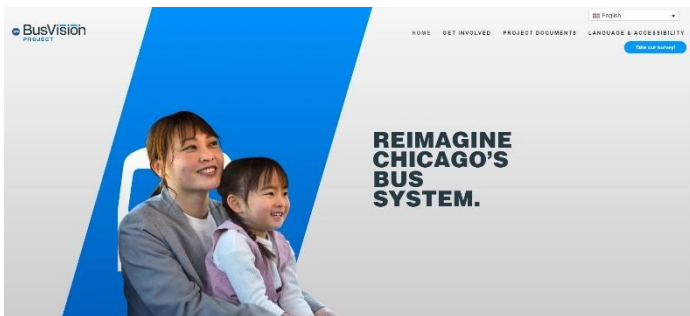 English
BusVision
PROJECT
HOME GET INVOLVED PROJECT DOCUMENTS LANGUAGE & ACCESSIBILITY
Take our survey!
REIMAGINE
CHICAGO'S
BUS
SYSTEM.